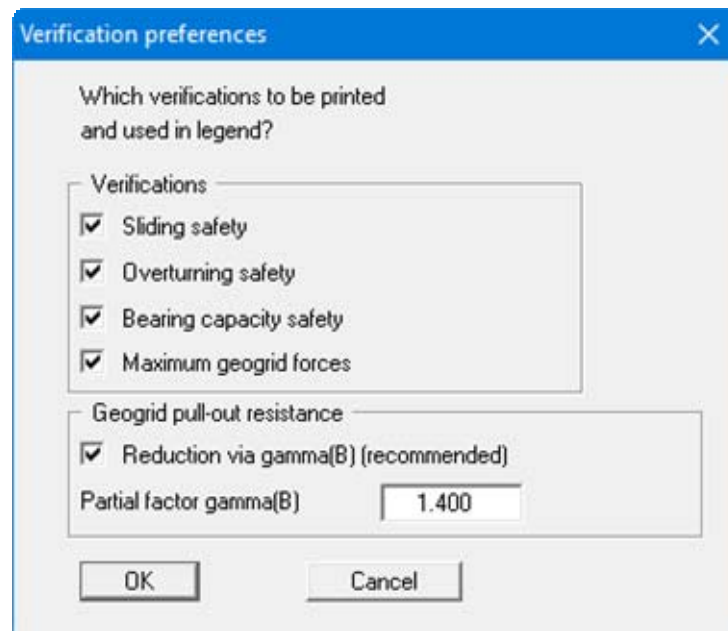 Verification preferences
Which verifications to be printed
and used in legend?
Verifications
Sliding safety
Overturning safety
Bearing capacity safety
Maximum geogrid forces
Geogrid pull-out resistance
Reduction via gamma(B) (recommended)
Partial factor gamma(B) 1.400
OK Cancel